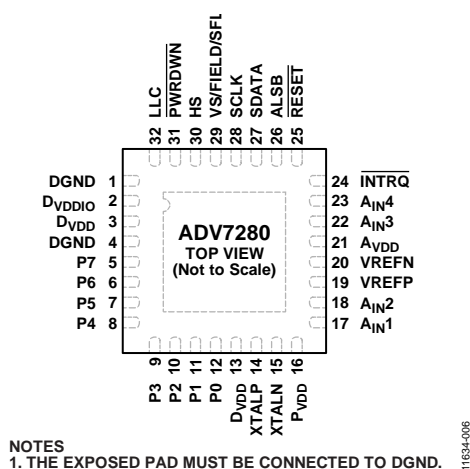 32 LLC
31 PWRDWN
30 HS
29 VS/FIELD/SFL
28 SCLK
27 SDATA
26 ALSB
25 RESET
DGND 1
DVDDIO 2
DVDD 3
DGND 4
P7 5
P6 6
P5 7
P4 8
ADV7280
TOP VIEW
(Not to Scale)
24 INTRQ
23 AIN4
22 AIN3
21 AVDD
20 VREFN
19 VREFP
18 AIN2
17 AIN1
P3 9
P2 10
P1 11
P0 12
DVDD 13
XTALP 14
XTALN 15
PVDD 16
NOTES
1. THE EXPOSED PAD MUST BE CONNECTED TO DGND.
11634-006